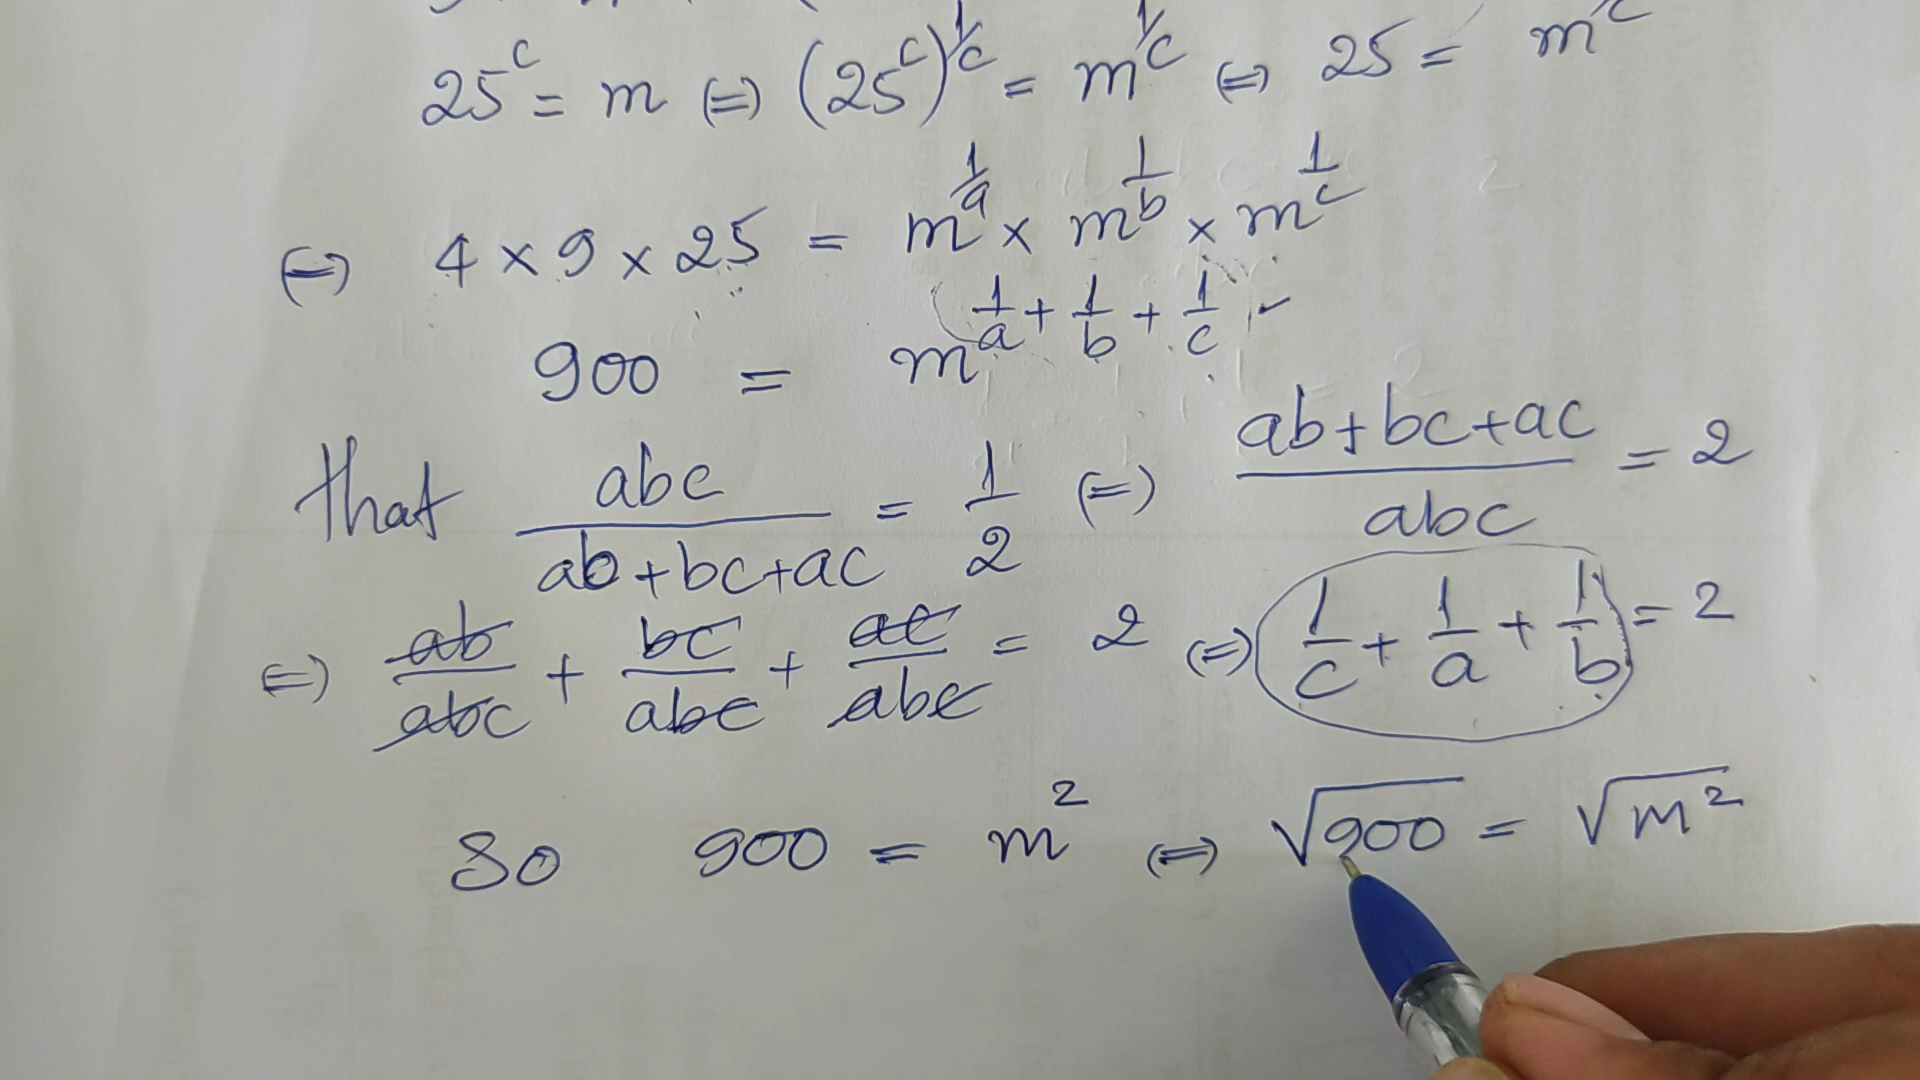 25^c = m ⇔ (25^c)^{1/c} = m^{1/c} ⇔ 25 = m^{1/c}
⇔ 4 × 9 × 25 = m^{1/a} × m^{1/b} × m^{1/c}
900 = m^{1/a + 1/b + 1/c}
that abc/(ab+bc+ac) = 1/2 ⇔ (ab+bc+ac)/abc = 2
⇔ ab/abc + bc/abc + ac/abc = 2 ⇔ 1/c + 1/a + 1/b = 2
So 900 = m^2 ⇔ √900 = √m^2